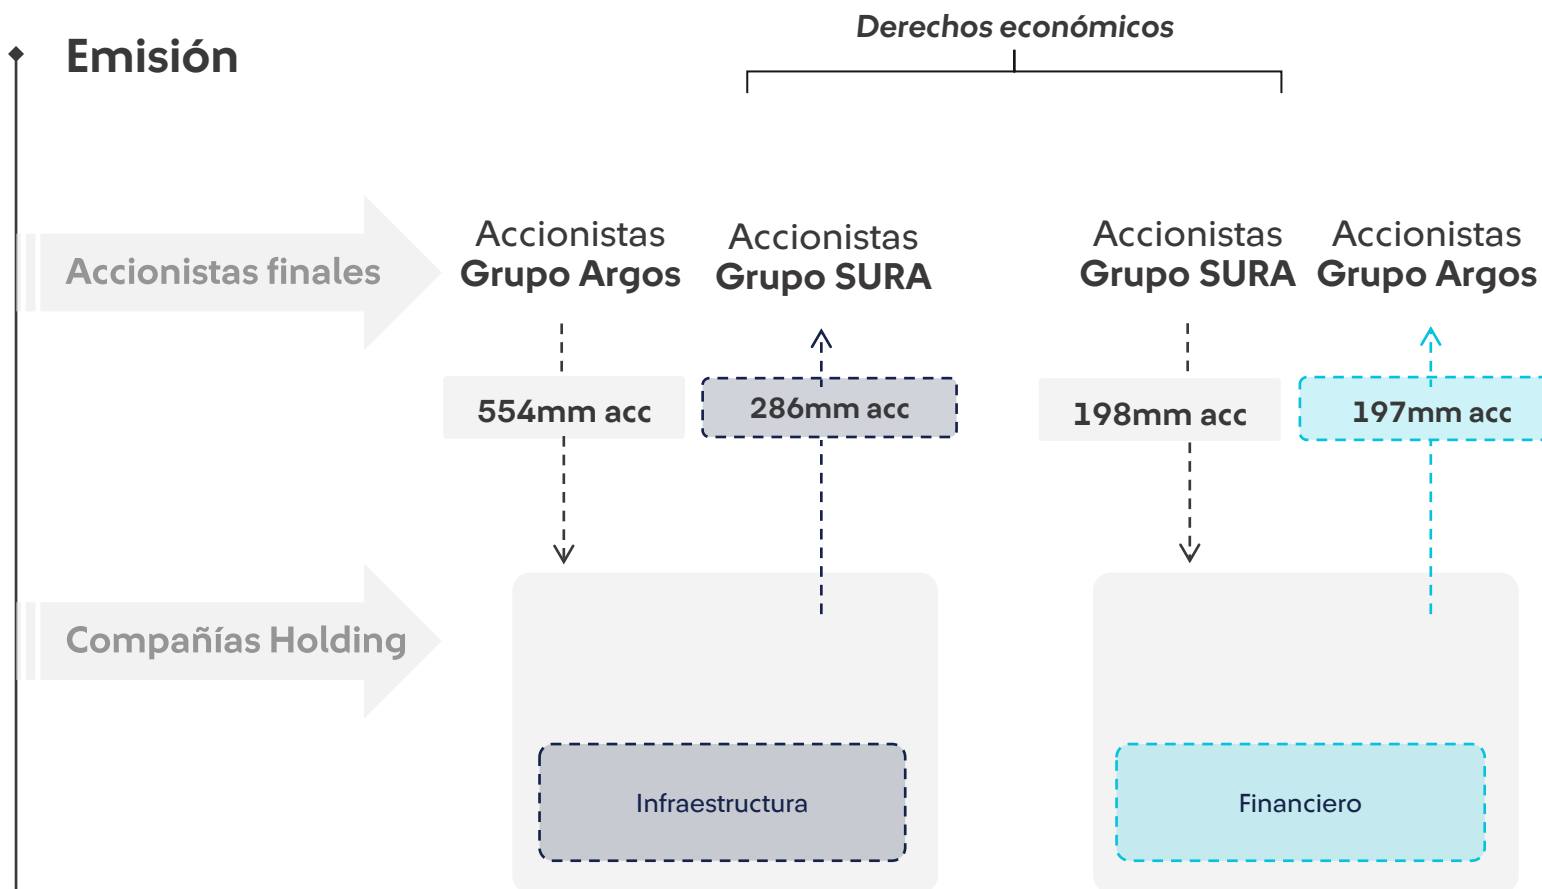 Derechos económicos
Emisión
Accionistas finales
Accionistas
Grupo Argos
Accionistas
Grupo SURA
Accionistas
Grupo SURA
Accionistas
Grupo Argos
554mm acc
286mm acc
198mm acc
197mm acc
Compañías Holding
Infraestructura
Financiero